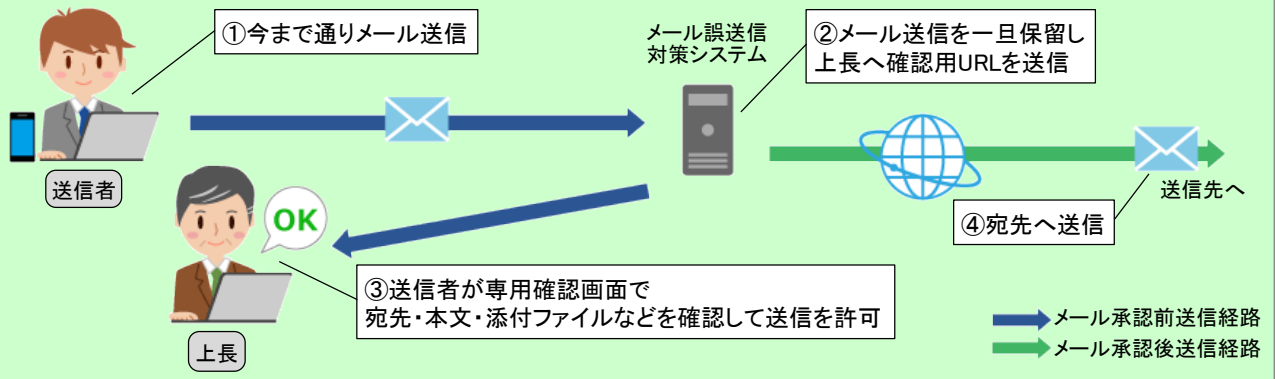 ①今まで通りメール送信
メール誤送信
対策システム
②メール送信を一旦保留し
上長へ確認用URLを送信
送信者
送信先へ
④宛先へ送信
OK
③送信者が専用確認画面で
宛先・本文・添付ファイルなどを確認して送信を許可
上長
メール承認前送信経路
メール承認後送信経路